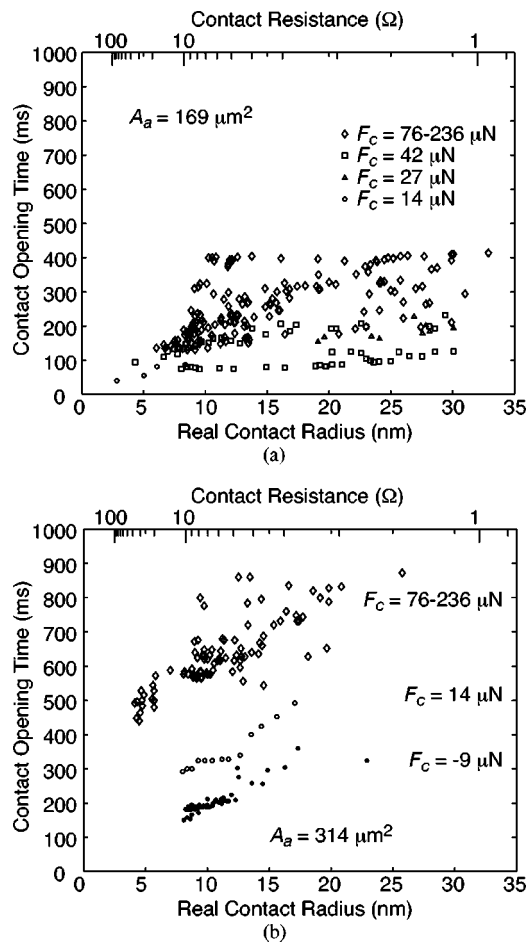 Contact Resistance (Ω)
100 10 1
1000
900
800
700
600
500
400
300
200
100
0
Contact Opening Time (ms)
A_a = 169 μm²
F_c = 76-236 μN
F_c = 42 μN
F_c = 27 μN
F_c = 14 μN
0 5 10 15 20 25 30 35
Real Contact Radius (nm)
(a)
Contact Resistance (Ω)
100 10 1
1000
900
800
700
600
500
400
300
200
100
0
Contact Opening Time (ms)
F_c = 76-236 μN
F_c = 14 μN
F_c = -9 μN
A_a = 314 μm²
0 5 10 15 20 25 30 35
Real Contact Radius (nm)
(b)